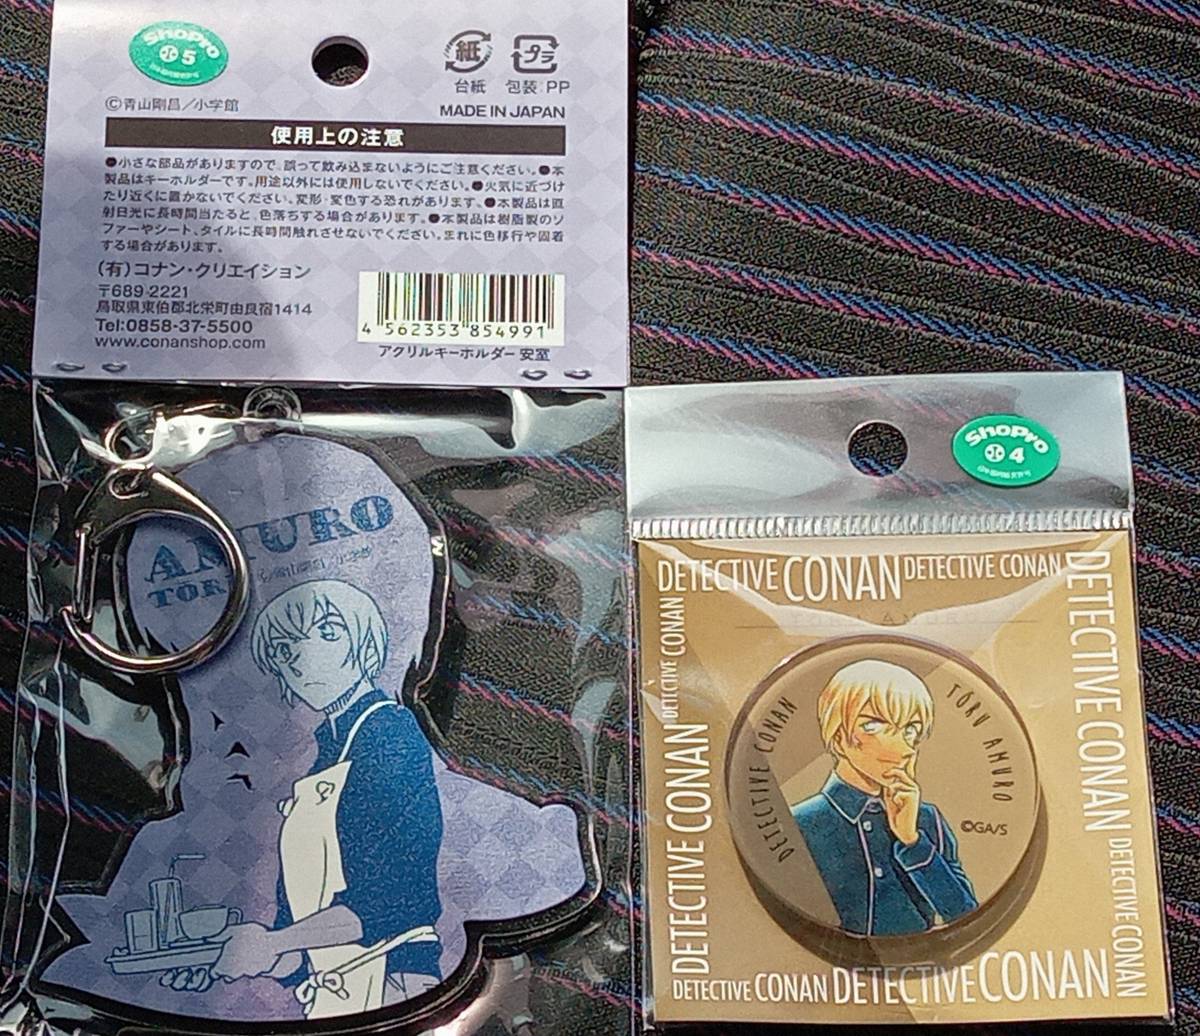 ShoPro
小 5
紙
プラ
台紙 包装:PP
©青山剛昌/小学館
MADE IN JAPAN
使用上の注意
●小さな部品がありますので、誤って飲み込まないようにご注意ください。●本
製品はキーホルダーです。用途以外には使用しないでください。●火気に近づけ
たり近くに置かないでください。変形・変色する恐れがあります。●本製品は直
射日光に長時間当たると、色落ちする場合があります。●本製品は樹脂製のソ
ファーやシート、タイルに長時間触れさせないでください。まれに色移行や固着
する場合があります。
(有)コナン・クリエイション
〒689-2221
鳥取県東伯郡北栄町由良宿1414
Tel:0858-37-5500
www.conanshop.com
4 562353 854991
アクリルキーホルダー 安室
AMURO
ShoPro
小 4
DETECTIVE CONAN DETECTIVE CONAN
DETECTIVE CONAN
DETECTIVE CONAN
DETECTIVE CONAN
DETECTIVE CONAN
DETECTIVE CONAN DETECTIVE CONAN
TORU AMURO
DETECTIVE CONAN
TŌRU AMURO
©GA/S